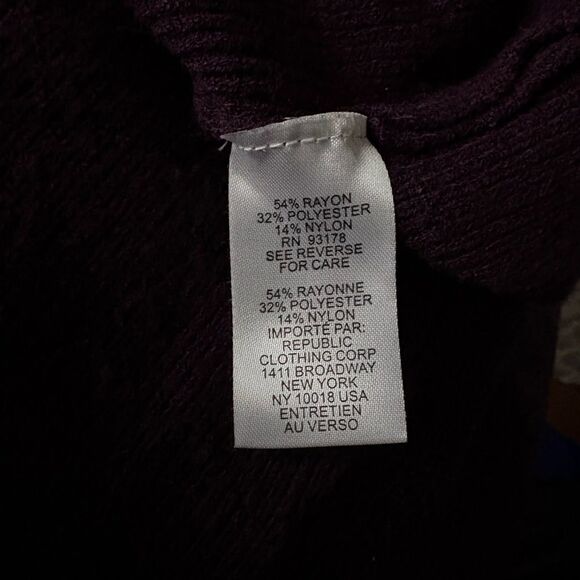 54% RAYON
32% POLYESTER
14% NYLON
RN 93178
SEE REVERSE
FOR CARE
54% RAYONNE
32% POLYESTER
14% NYLON
IMPORTÉ PAR:
REPUBLIC
CLOTHING CORP
1411 BROADWAY
NEW YORK
NY 10018 USA
ENTRETIEN
AU VERSO